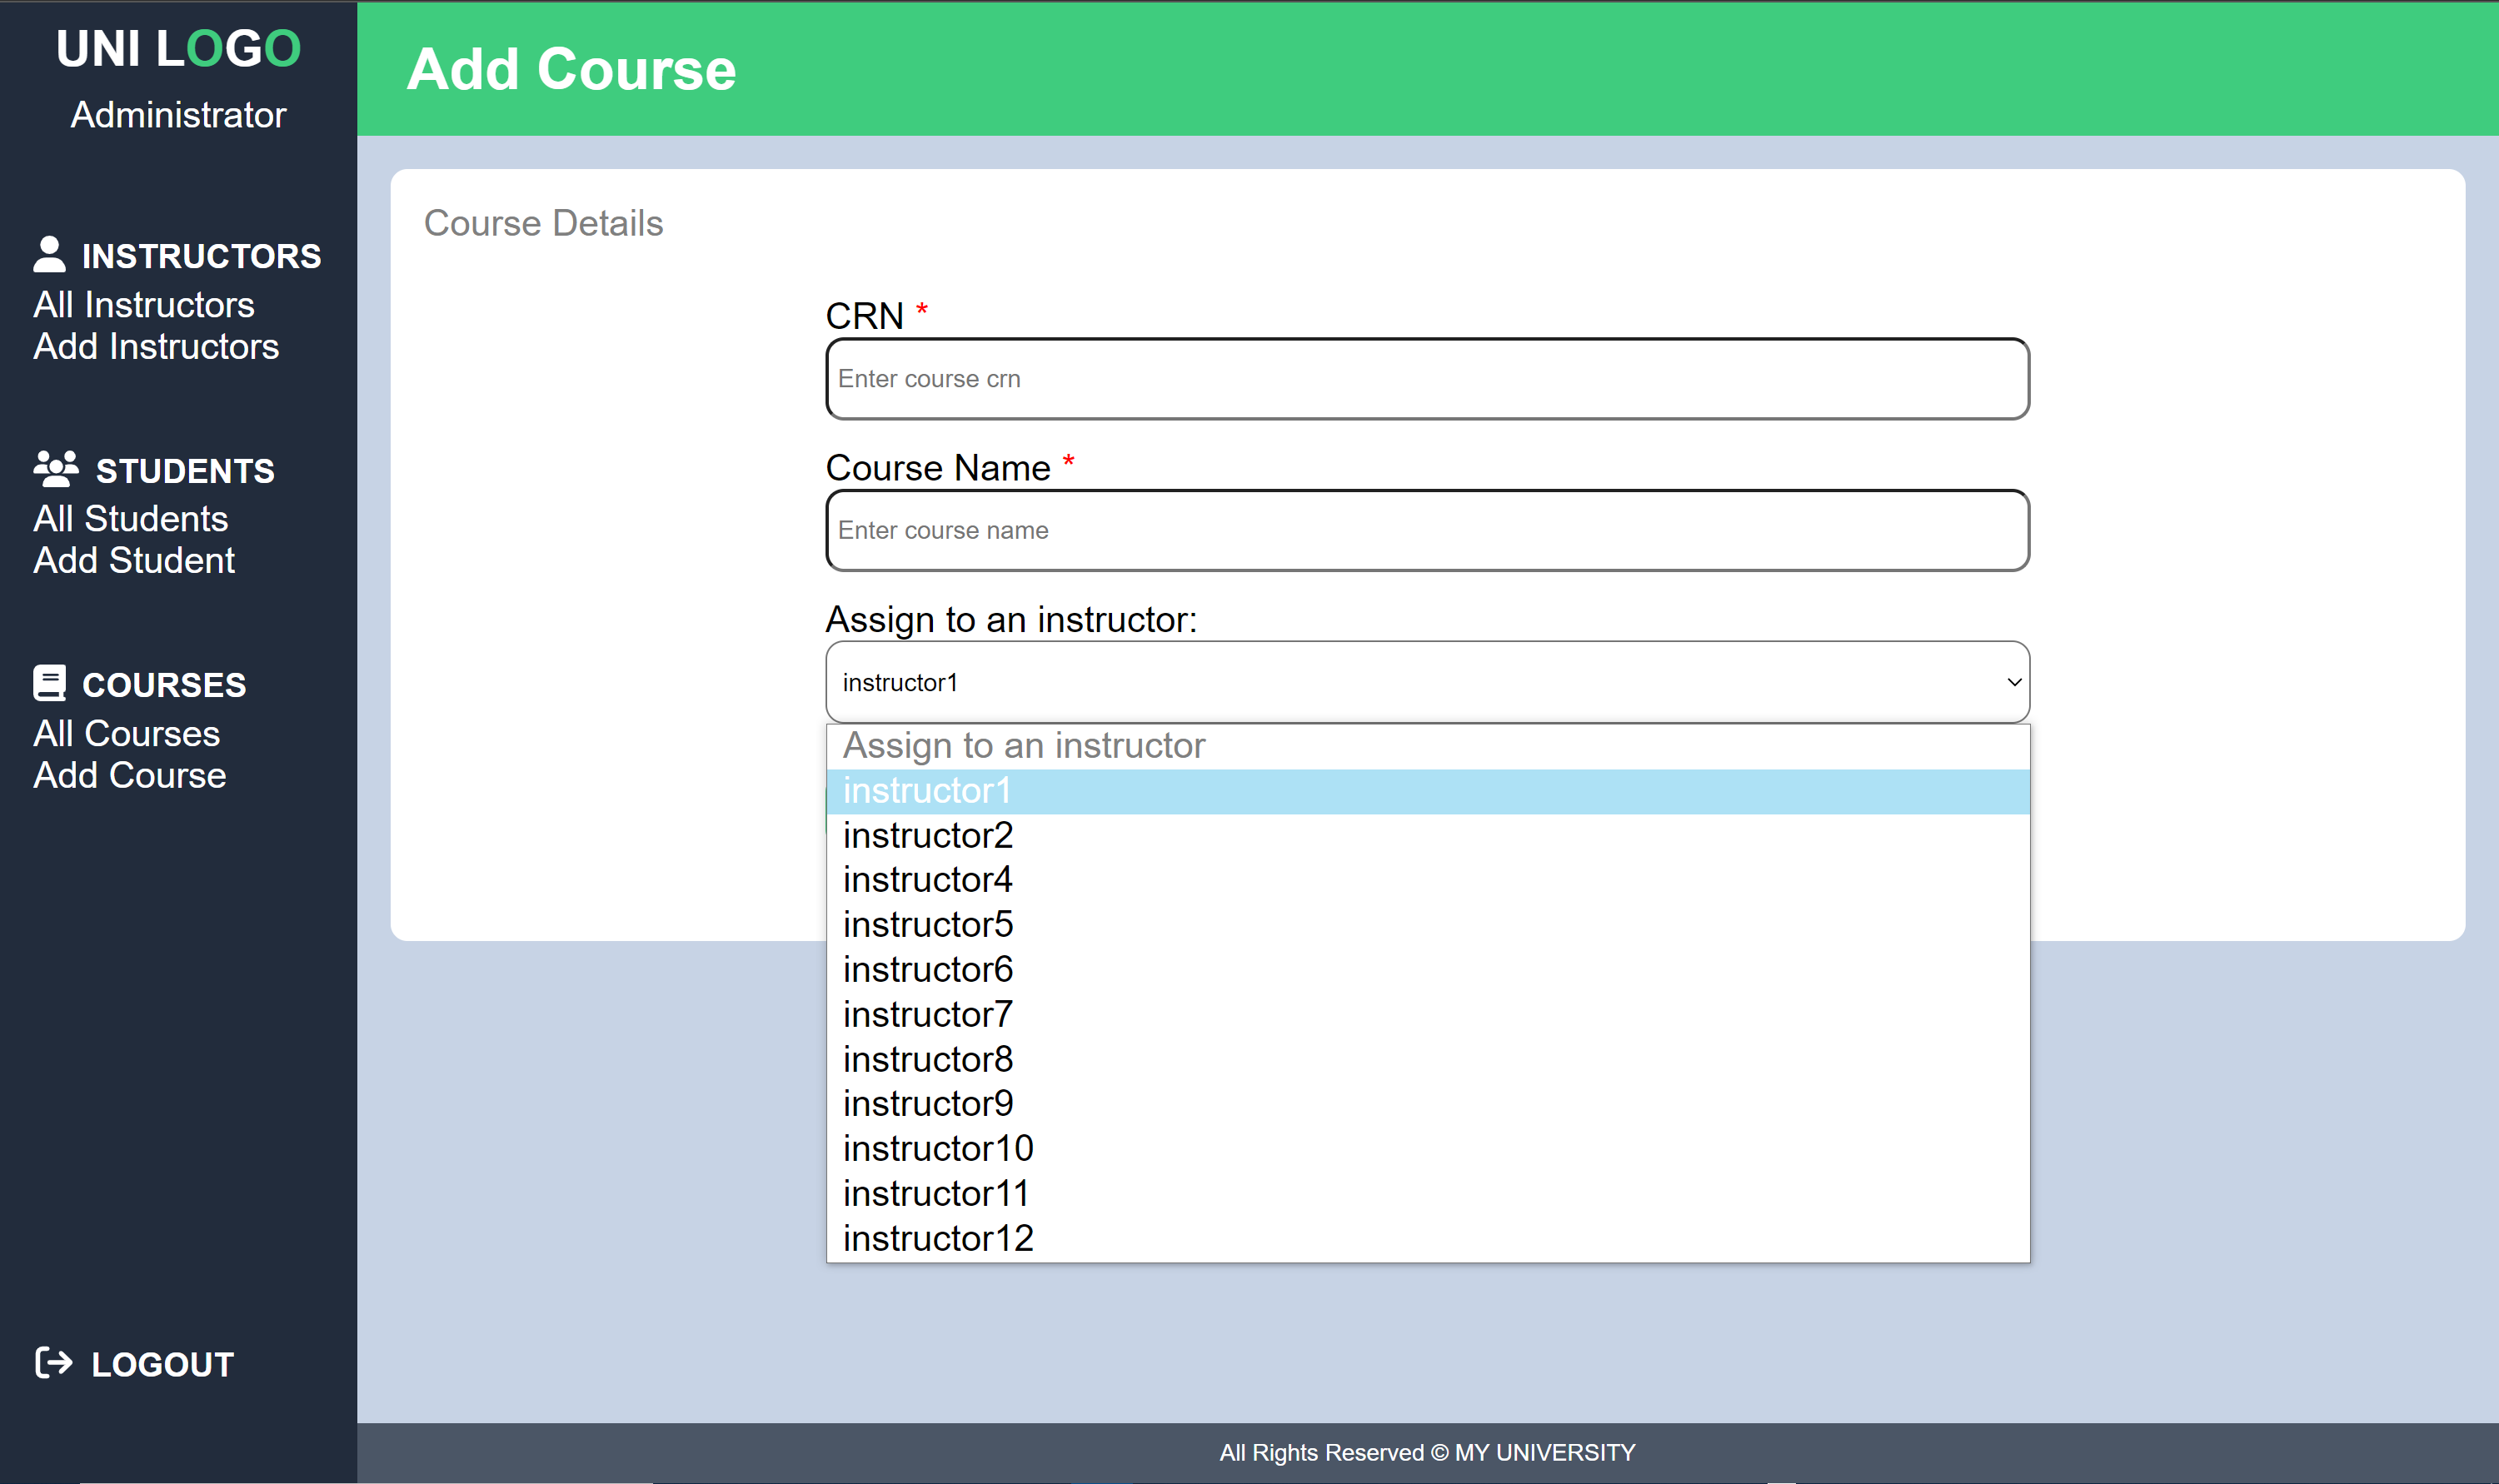 UNI LOGO
Administrator
INSTRUCTORS
All Instructors
Add Instructors
STUDENTS
All Students
Add Student
COURSES
All Courses
Add Course
LOGOUT
Add Course
Course Details
CRN *
Enter course crn
Course Name *
Enter course name
Assign to an instructor:
instructor1
Assign to an instructor
instructor1
instructor2
instructor4
instructor5
instructor6
instructor7
instructor8
instructor9
instructor10
instructor11
instructor12
All Rights Reserved © MY UNIVERSITY